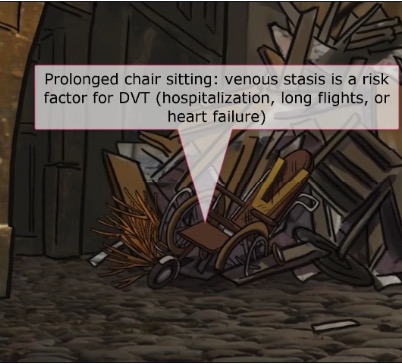 Prolonged chair sitting: venous stasis is a risk
factor for DVT (hospitalization, long flights, or
heart failure)